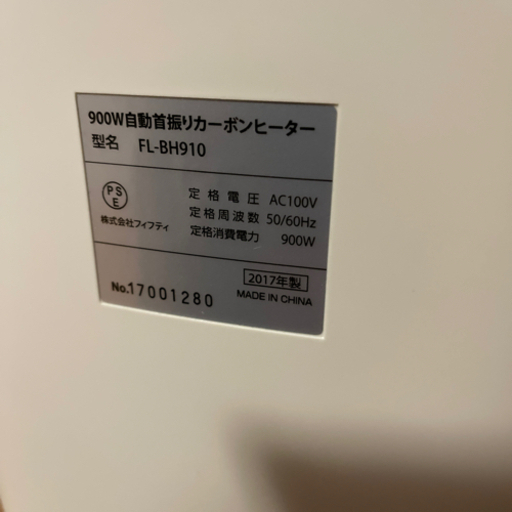 900W自動首振りカーボンヒーター
型名 FL-BH910
PS
E
株式会社フィフティ
定格電圧 AC100V
定格周波数 50/60Hz
定格消費電力 900W
2017年製
No.17001280 MADE IN CHINA